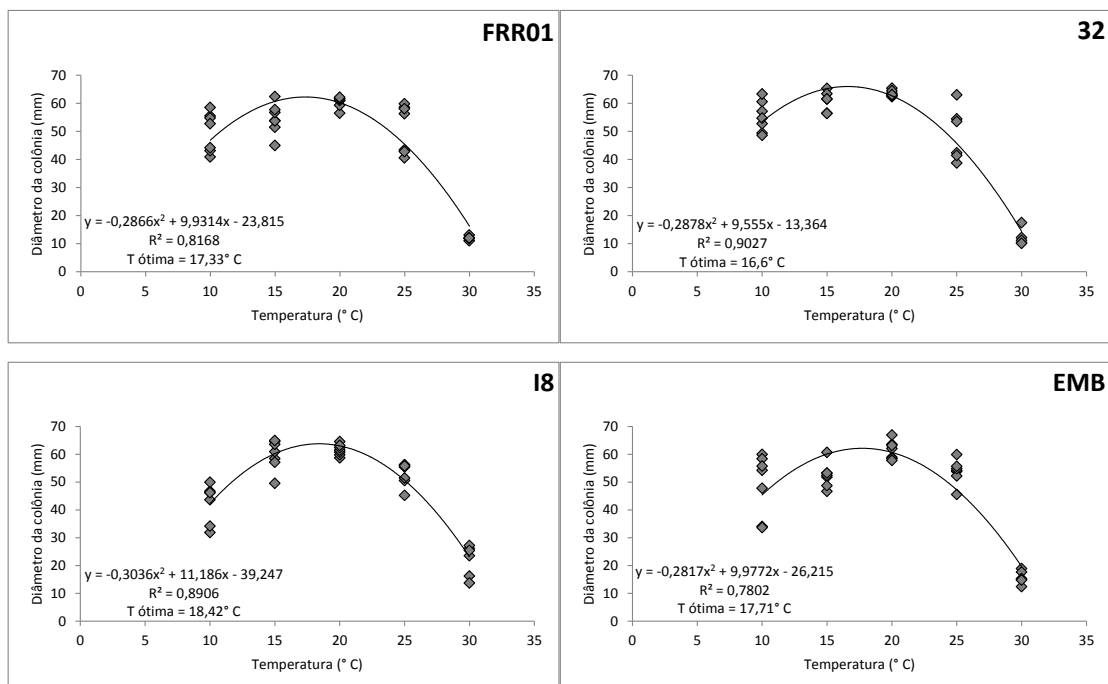 FRR01
Diâmetro da colônia (mm)
70
60
50
40
30
20
10
0
y = -0,2866x² + 9,9314x - 23,815
R² = 0,8168
T ótima = 17,33° C
0 5 10 15 20 25 30 35
Temperatura (° C)
32
Diâmetro da colônia (mm)
70
60
50
40
30
20
10
0
y = -0,2878x² + 9,555x - 13,364
R² = 0,9027
T ótima = 16,6° C
0 5 10 15 20 25 30 35
Temperatura (° C)
I8
Diâmetro da colônia (mm)
70
60
50
40
30
20
10
0
y = -0,3036x² + 11,186x - 39,247
R² = 0,8906
T ótima = 18,42° C
0 5 10 15 20 25 30 35
Temperatura (° C)
EMB
Diâmetro da colônia (mm)
70
60
50
40
30
20
10
0
y = -0,2817x² + 9,9772x - 26,215
R² = 0,7802
T ótima = 17,71° C
0 5 10 15 20 25 30 35
Temperatura (° C)